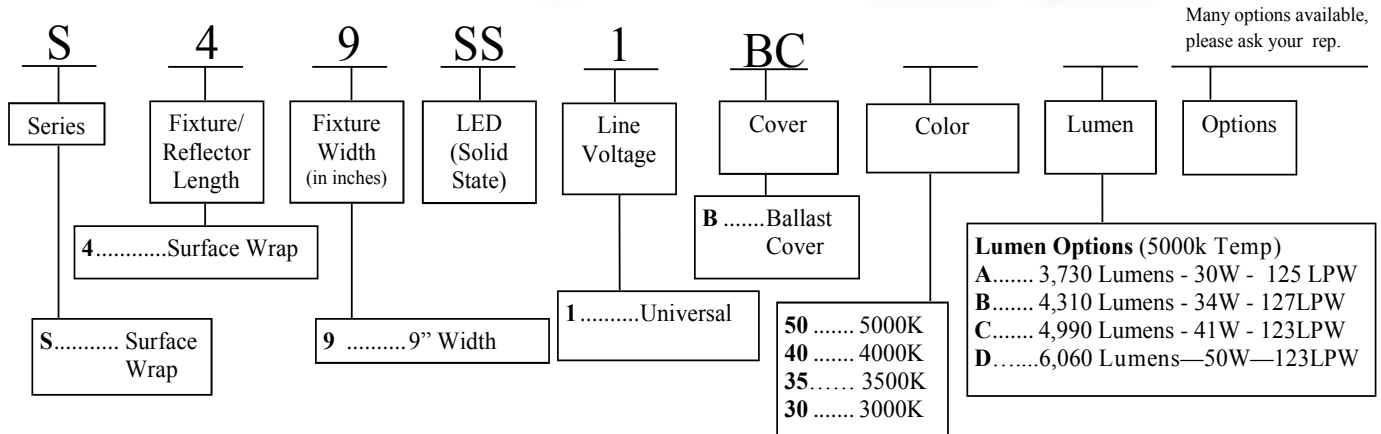 Many options available,
please ask your rep.
S 4 9 SS 1 BC
Series
Fixture/
Reflector
Length
Fixture
Width
(in inches)
LED
(Solid
State)
Line
Voltage
Cover
Color
Lumen
Options
B .......Ballast
Cover
4............Surface Wrap
Lumen Options (5000k Temp)
A....... 3,730 Lumens - 30W - 125 LPW
B....... 4,310 Lumens - 34W - 127LPW
C....... 4,990 Lumens - 41W - 123LPW
D…....6,060 Lumens—50W—123LPW
1..........Universal
S........... Surface
Wrap
9 ..........9” Width
50 ....... 5000K
40 ....... 4000K
35…… 3500K
30 ....... 3000K